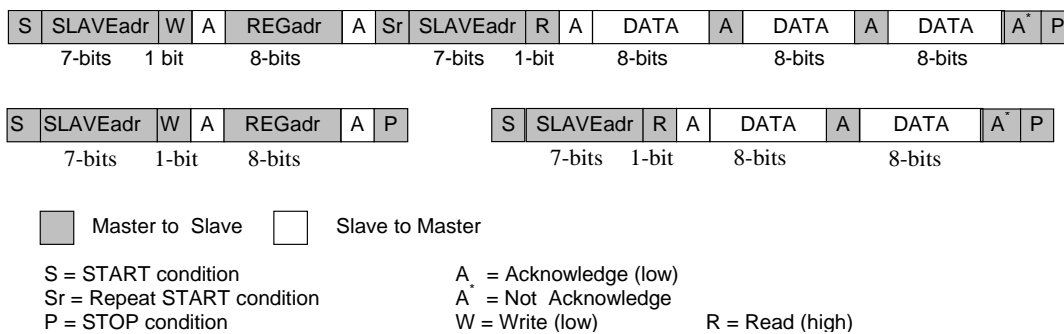 S SLAVEadr W A REGadr A Sr SLAVEadr R A DATA A DATA A DATA A* P
7-bits 1 bit 8-bits 7-bits 1-bit 8-bits 8-bits 8-bits
S SLAVEadr W A REGadr A P S SLAVEadr R A DATA A DATA A* P
7-bits 1-bit 8-bits 7-bits 1-bit 8-bits 8-bits
Master to Slave Slave to Master
S = START condition A = Acknowledge (low)
Sr = Repeat START condition A* = Not Acknowledge
P = STOP condition W = Write (low) R = Read (high)